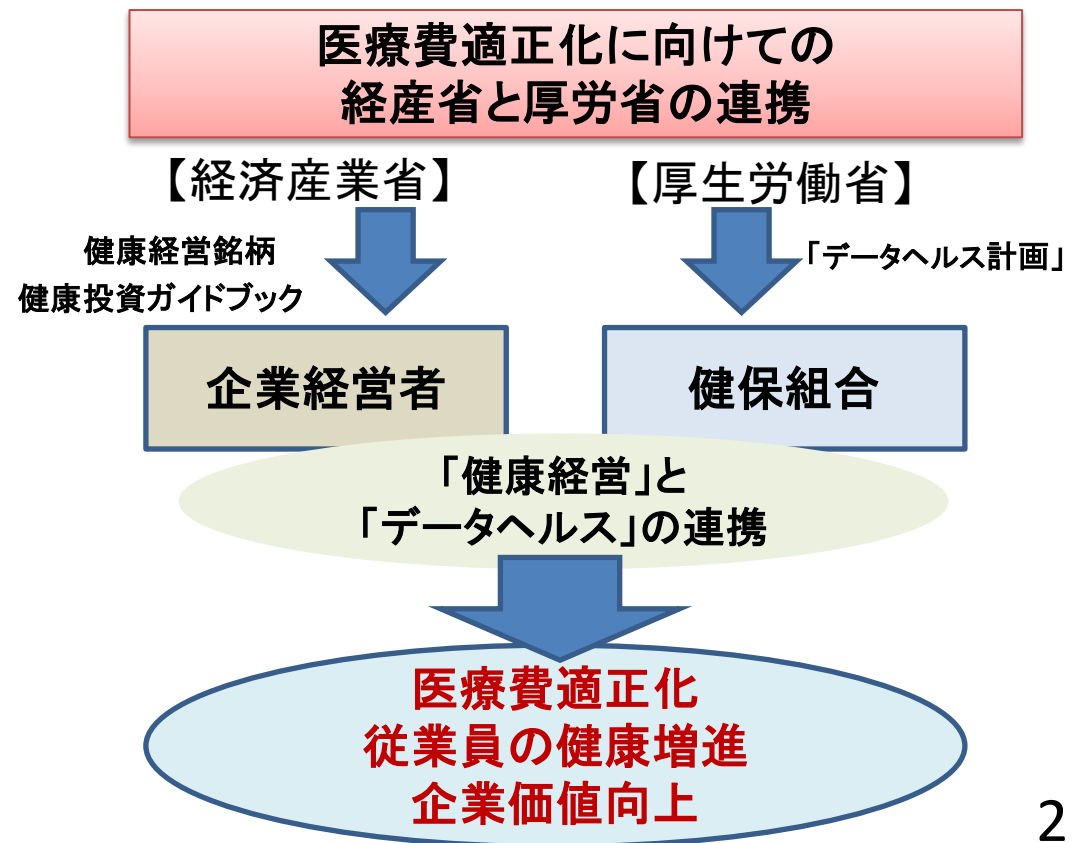 医療費適正化に向けての
経産省と厚労省の連携
【経済産業省】
【厚生労働省】
健康経営銘柄
健康投資ガイドブック
「データヘルス計画」
企業経営者
健保組合
「健康経営」と
「データヘルス」の連携
医療費適正化
従業員の健康増進
企業価値向上
2